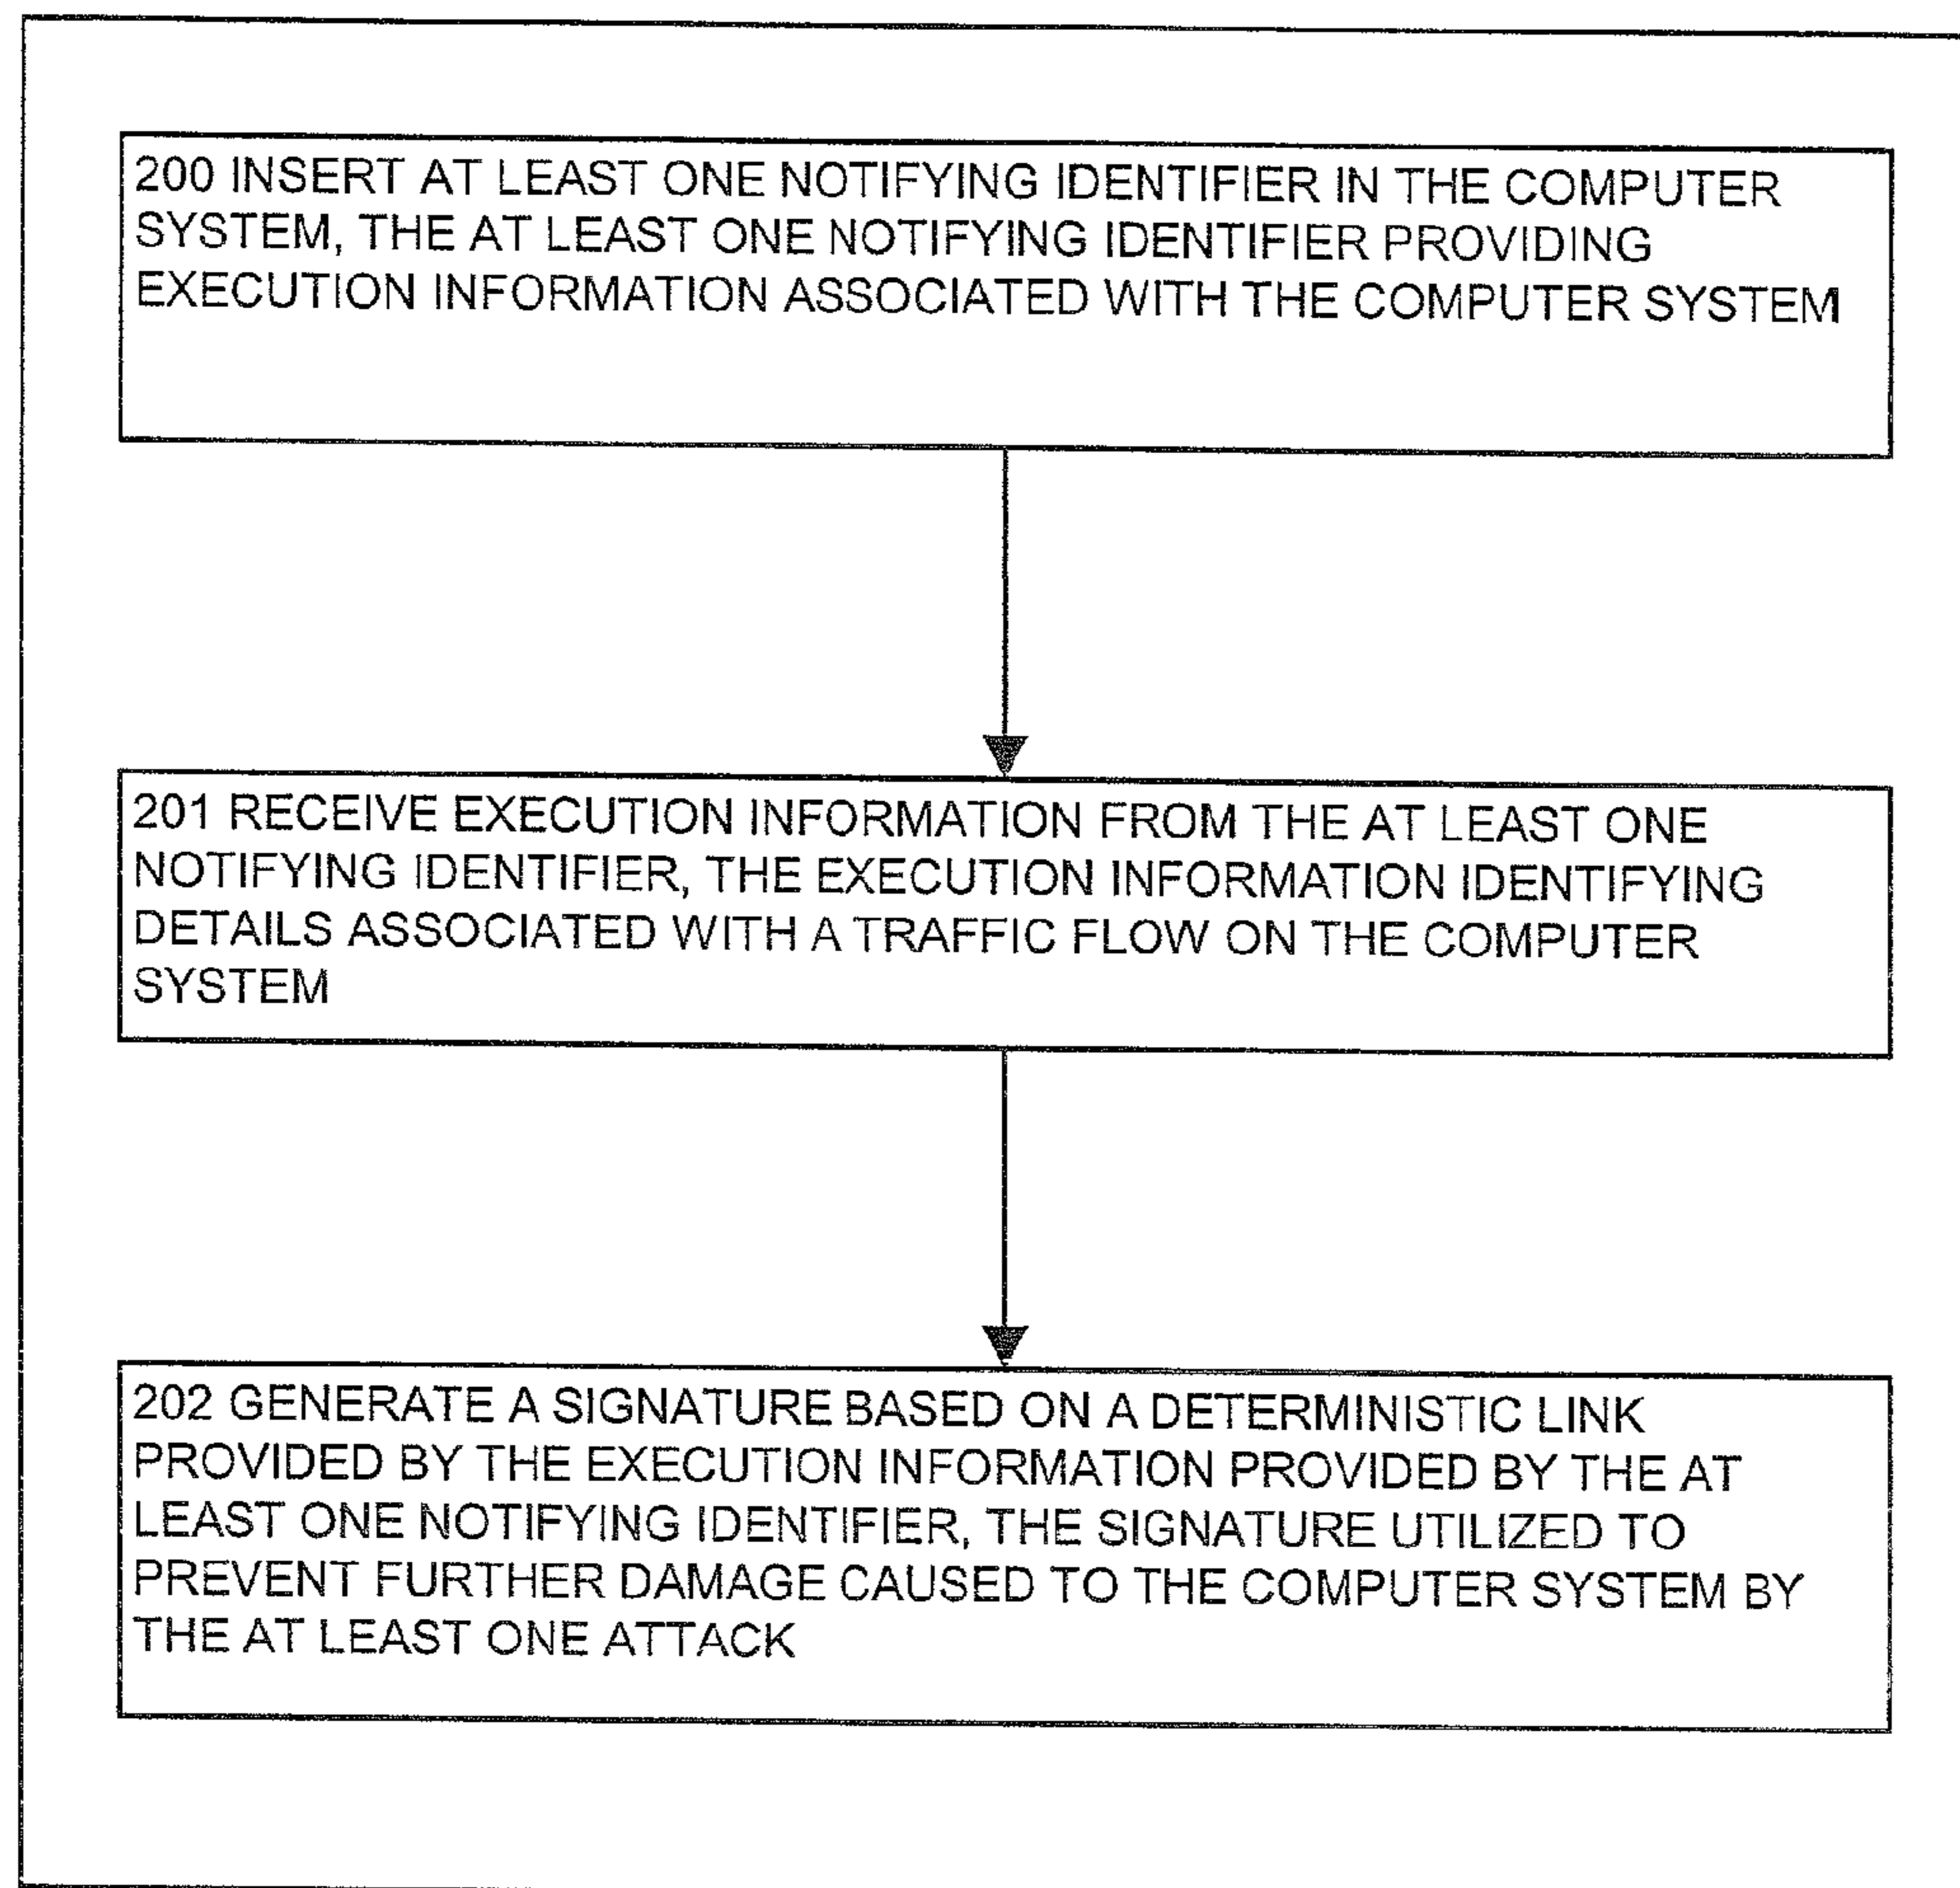 200 INSERT AT LEAST ONE NOTIFYING IDENTIFIER IN THE COMPUTER
SYSTEM, THE AT LEAST ONE NOTIFYING IDENTIFIER PROVIDING
EXECUTION INFORMATION ASSOCIATED WITH THE COMPUTER SYSTEM
201 RECEIVE EXECUTION INFORMATION FROM THE AT LEAST ONE
NOTIFYING IDENTIFIER, THE EXECUTION INFORMATION IDENTIFYING
DETAILS ASSOCIATED WITH A TRAFFIC FLOW ON THE COMPUTER
SYSTEM
202 GENERATE A SIGNATURE BASED ON A DETERMINISTIC LINK
PROVIDED BY THE EXECUTION INFORMATION PROVIDED BY THE AT
LEAST ONE NOTIFYING IDENTIFIER, THE SIGNATURE UTILIZED TO
PREVENT FURTHER DAMAGE CAUSED TO THE COMPUTER SYSTEM BY
THE AT LEAST ONE ATTACK